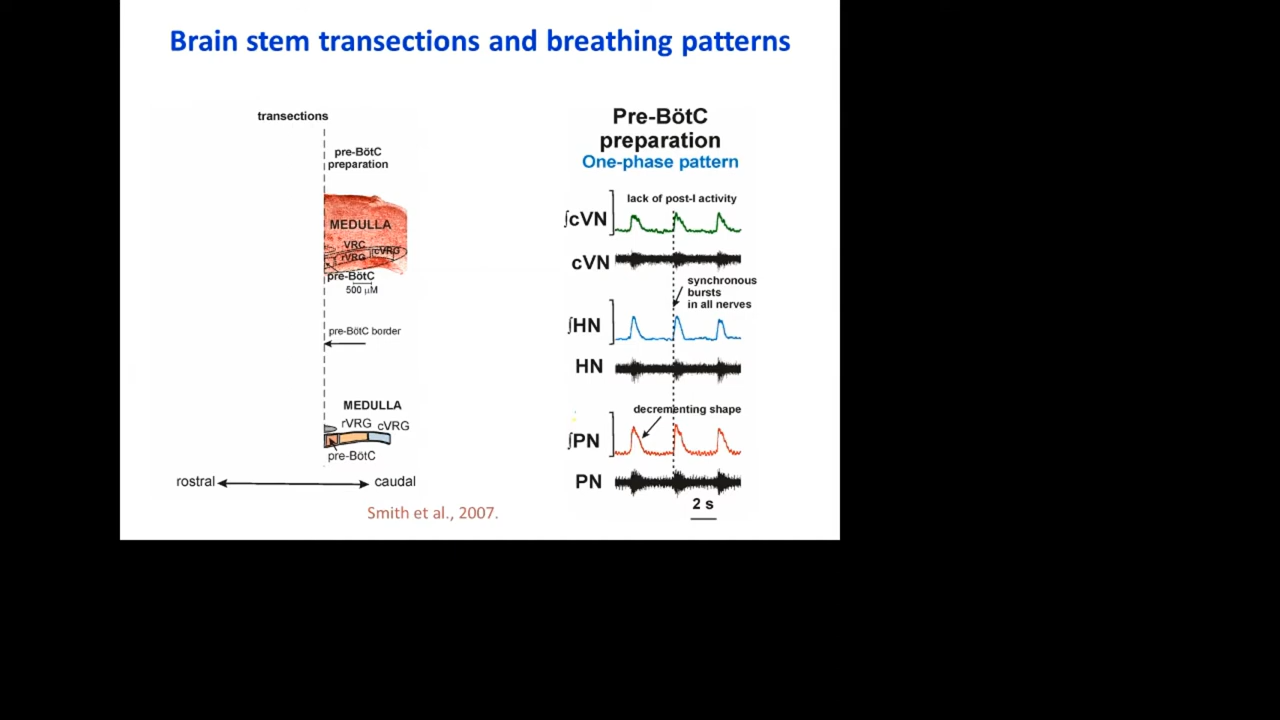 Brain stem transections and breathing patterns
transections
pre-BötC
preparation
MEDULLA
VRC
rVRG
cVRG
pre-BötC
500 µM
pre-BötC border
MEDULLA
rVRG
cVRG
pre-BötC
rostral
caudal
Smith et al., 2007.
Pre-BötC
preparation
One-phase pattern
lack of post-I activity
∫cVN
cVN
synchronous
bursts
in all nerves
∫HN
HN
decrementing shape
∫PN
PN
2 s